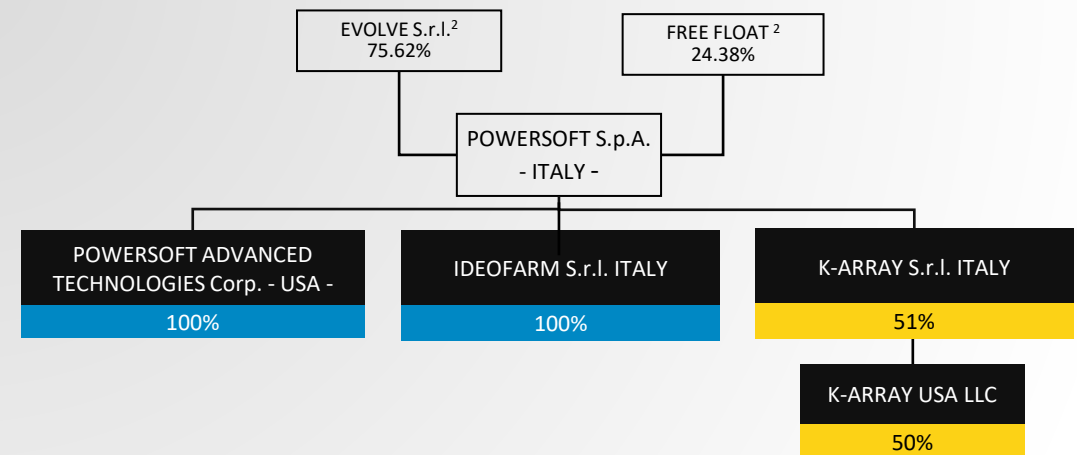 EVOLVE S.r.l.²
75.62%
FREE FLOAT ²
24.38%
POWERSOFT S.p.A.
- ITALY -
POWERSOFT ADVANCED
TECHNOLOGIES Corp. - USA -
100%
IDEOFARM S.r.l. ITALY
100%
K-ARRAY S.r.l. ITALY
51%
K-ARRAY USA LLC
50%